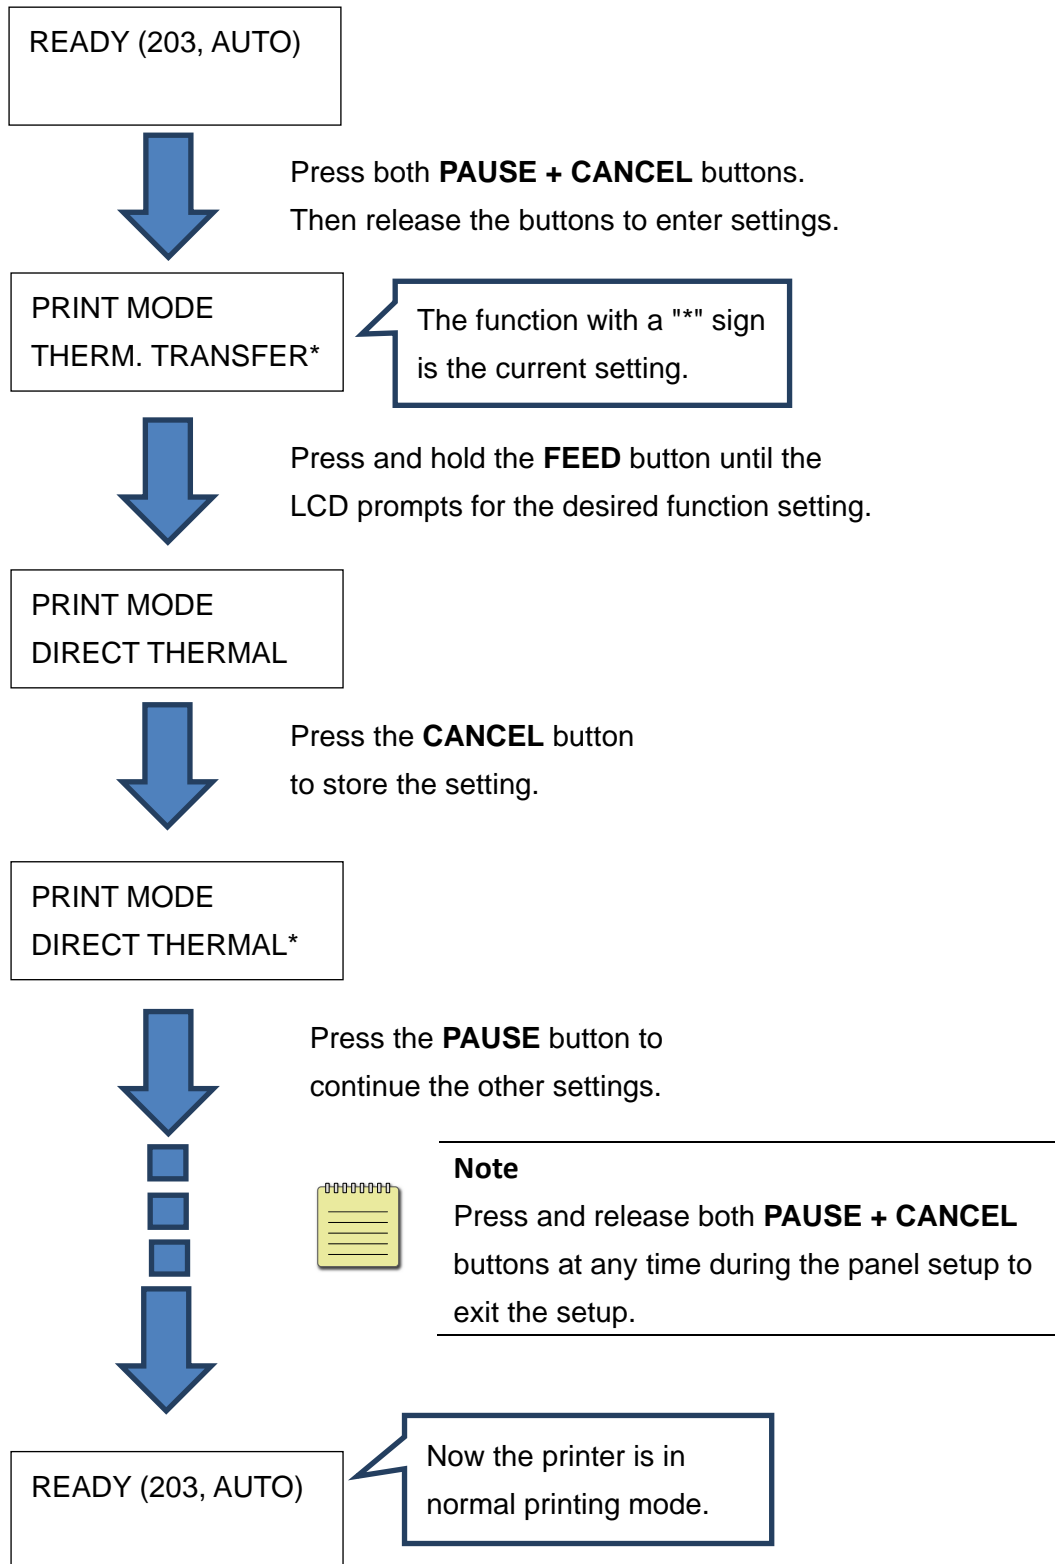 READY (203, AUTO)
Press both PAUSE + CANCEL buttons.
Then release the buttons to enter settings.
PRINT MODE
THERM. TRANSFER*
The function with a "*" sign
is the current setting.
Press and hold the FEED button until the
LCD prompts for the desired function setting.
PRINT MODE
DIRECT THERMAL
Press the CANCEL button
to store the setting.
PRINT MODE
DIRECT THERMAL*
Press the PAUSE button to
continue the other settings.
Note
Press and release both PAUSE + CANCEL
buttons at any time during the panel setup to
exit the setup.
Now the printer is in
normal printing mode.
READY (203, AUTO)